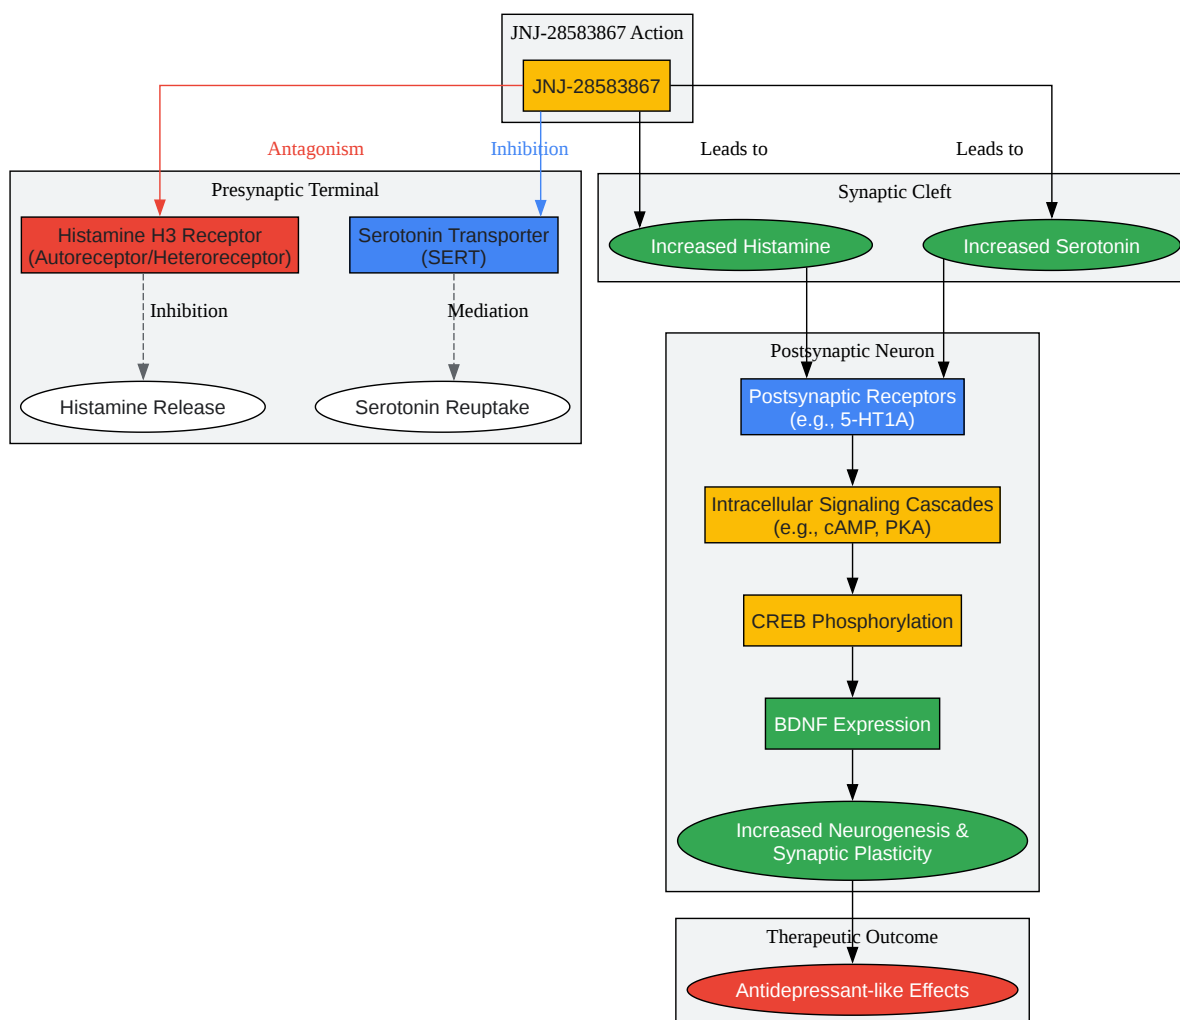 JNJ-28583867 Action
JNJ-28583867
Antagonism
Inhibition
Leads to
Leads to
Presynaptic Terminal
Histamine H3 Receptor
(Autoreceptor/Heteroreceptor)
Serotonin Transporter
(SERT)
Inhibition
Mediation
Histamine Release
Serotonin Reuptake
Synaptic Cleft
Increased Histamine
Increased Serotonin
Postsynaptic Neuron
Postsynaptic Receptors
(e.g., 5-HT1A)
Intracellular Signaling Cascades
(e.g., cAMP, PKA)
CREB Phosphorylation
BDNF Expression
Increased Neurogenesis &
Synaptic Plasticity
Therapeutic Outcome
Antidepressant-like Effects